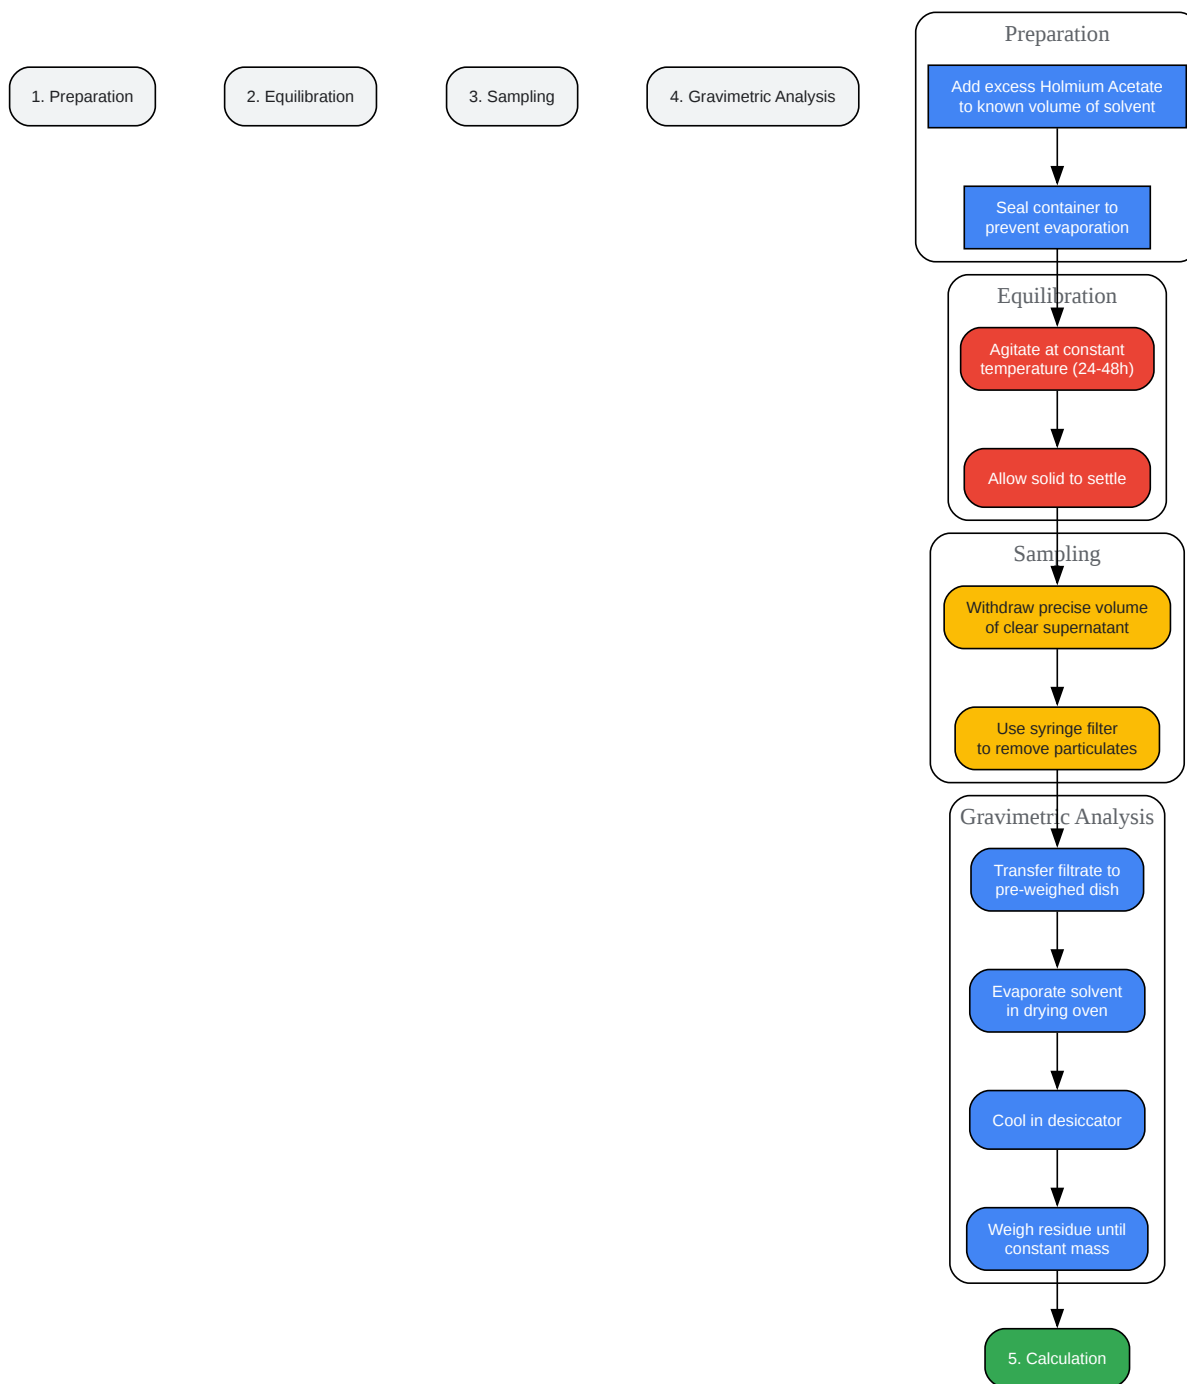 1. Preparation
2. Equilibration
3. Sampling
4. Gravimetric Analysis
Preparation
Add excess Holmium Acetate
to known volume of solvent
Seal container to
prevent evaporation
Equilibration
Agitate at constant
temperature (24-48h)
Allow solid to settle
Sampling
Withdraw precise volume
of clear supernatant
Use syringe filter
to remove particulates
Gravimetric Analysis
Transfer filtrate to
pre-weighed dish
Evaporate solvent
in drying oven
Cool in desiccator
Weigh residue until
constant mass
5. Calculation